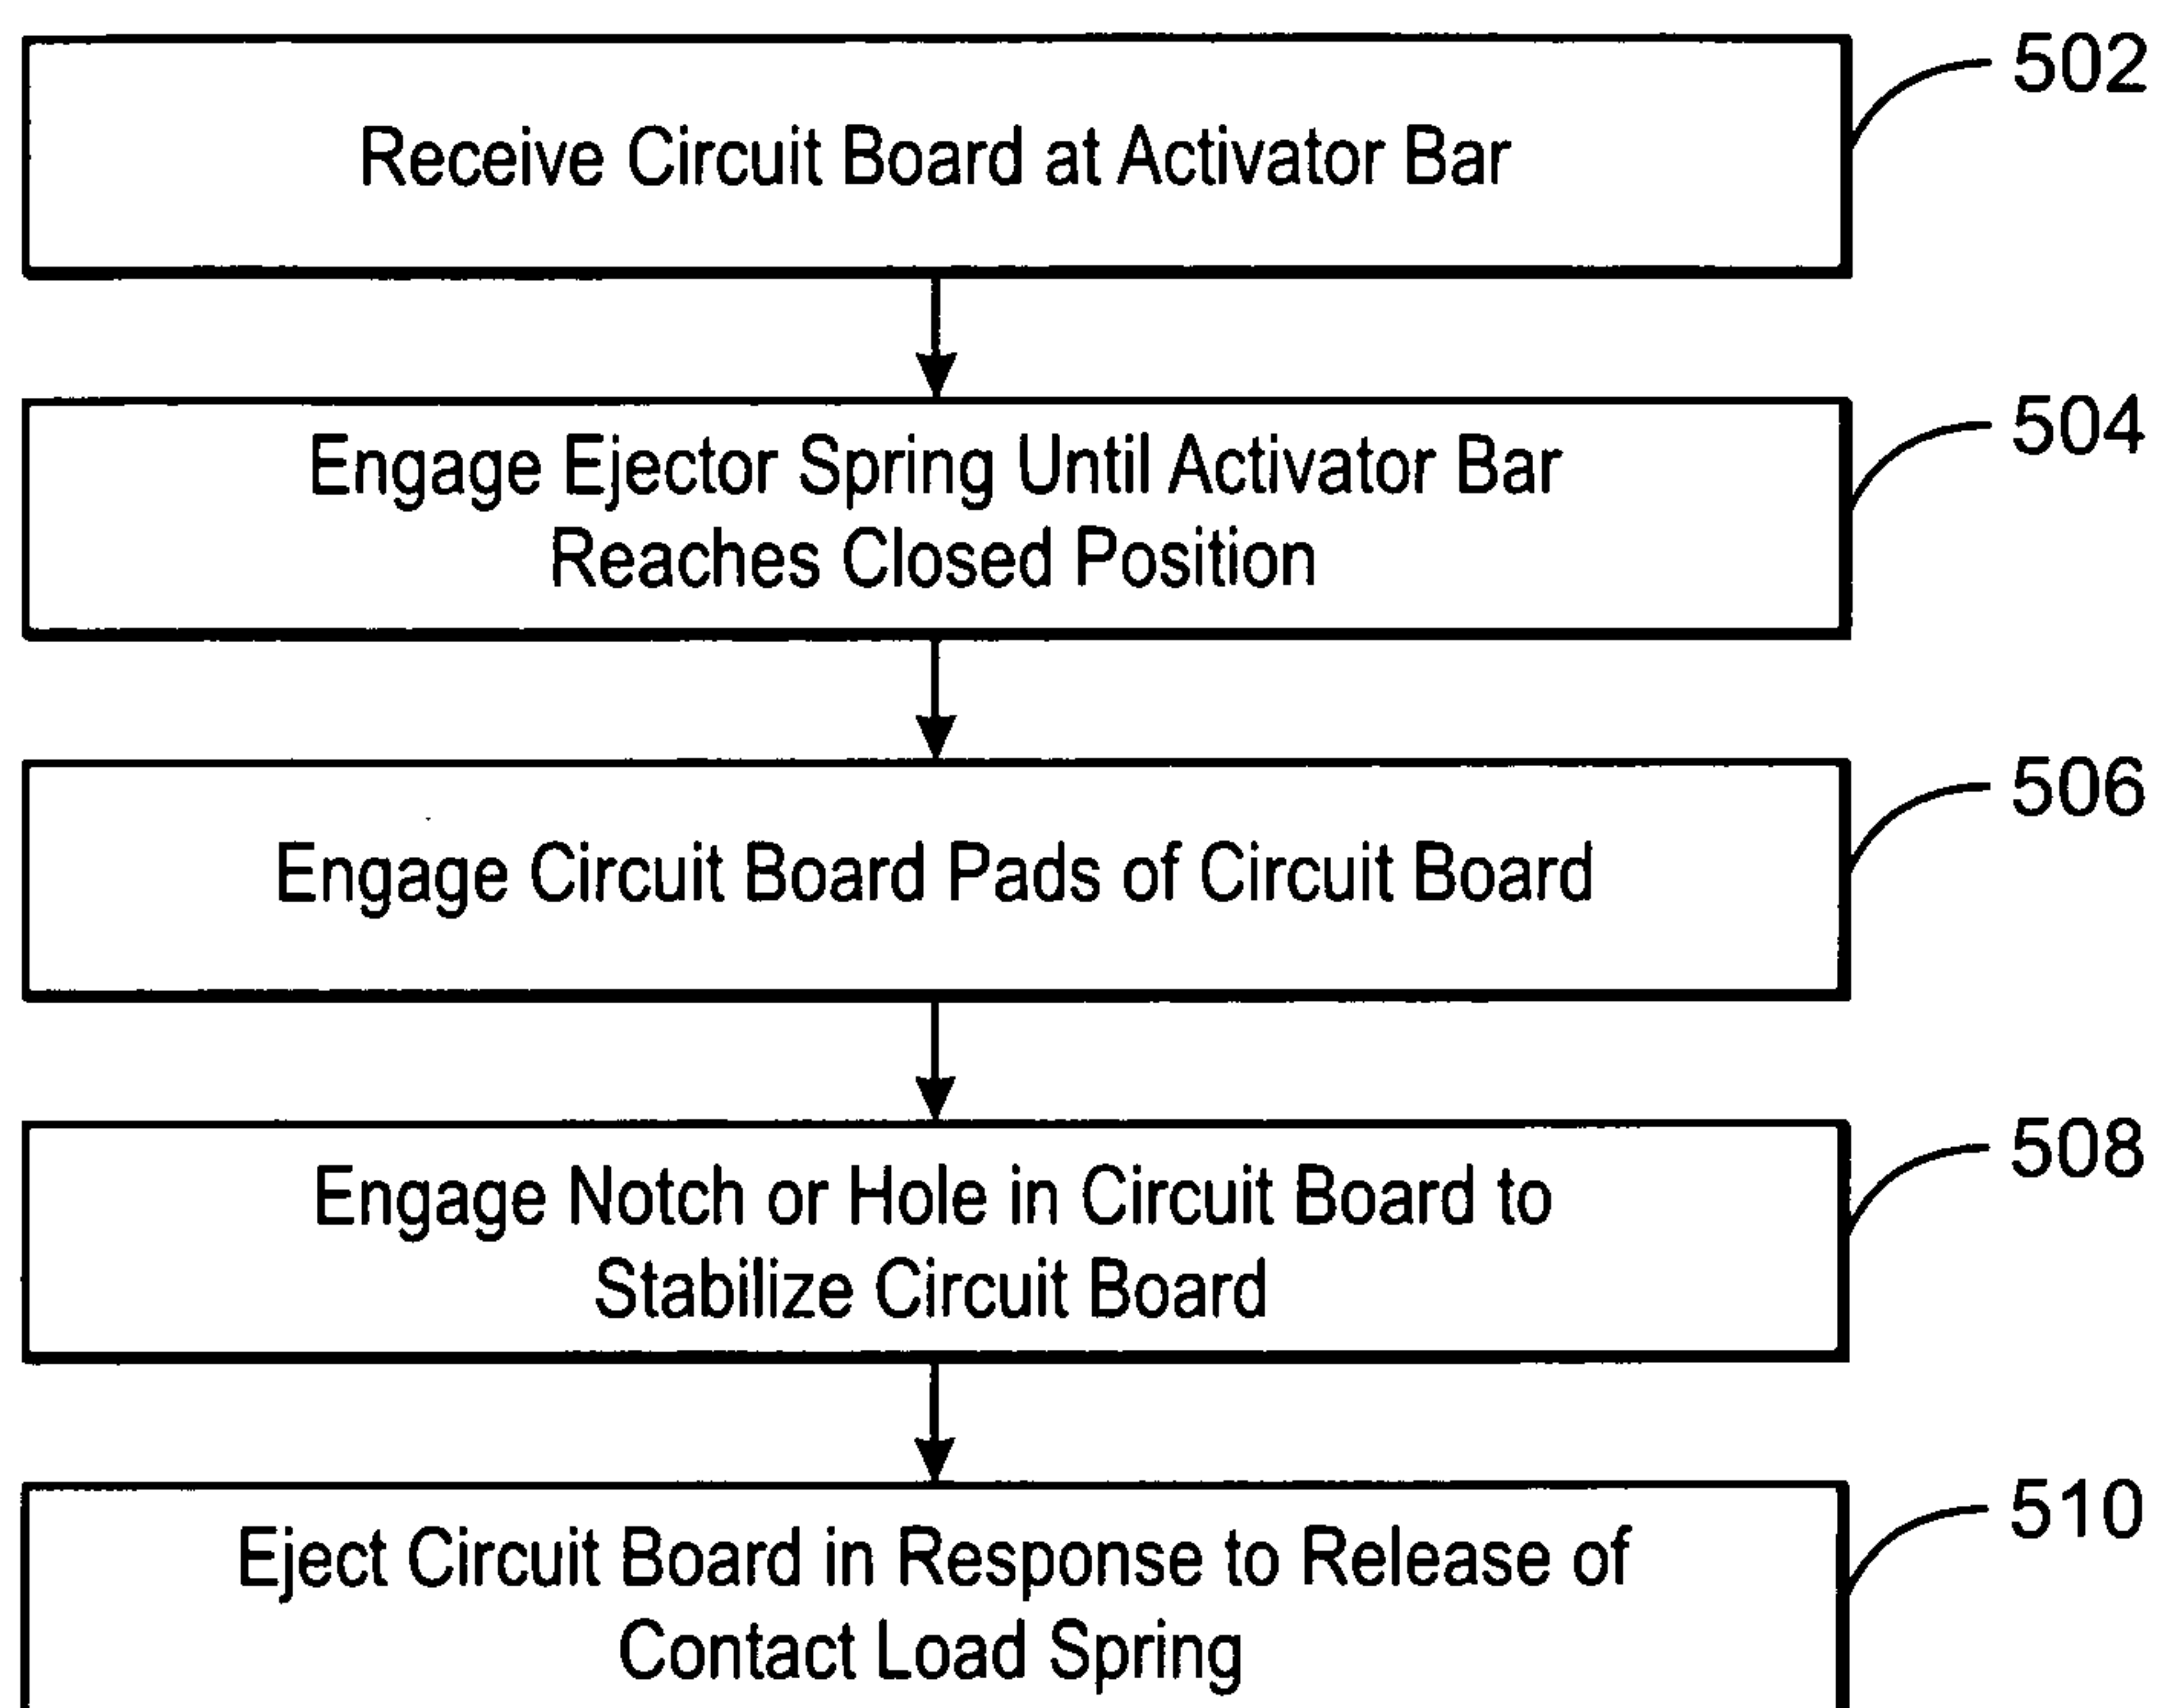 502
Receive Circuit Board at Activator Bar
504
Engage Ejector Spring Until Activator Bar
Reaches Closed Position
506
Engage Circuit Board Pads of Circuit Board
508
Engage Notch or Hole in Circuit Board to
Stabilize Circuit Board
510
Eject Circuit Board in Response to Release of
Contact Load Spring